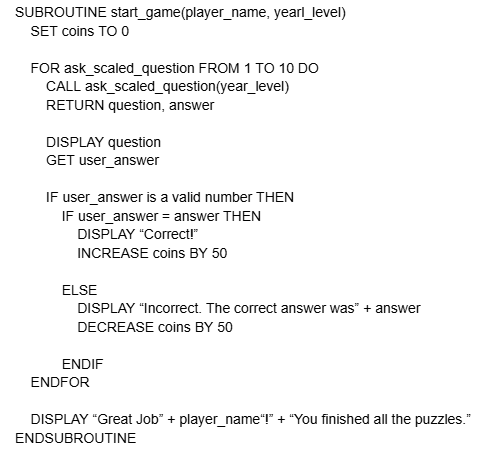 SUBROUTINE start_game(player_name, yearl_level)
SET coins TO 0
FOR ask_scaled_question FROM 1 TO 10 DO
CALL ask_scaled_question(year_level)
RETURN question, answer
DISPLAY question
GET user_answer
IF user_answer is a valid number THEN
IF user_answer = answer THEN
DISPLAY “Correct!”
INCREASE coins BY 50
ELSE
DISPLAY “Incorrect. The correct answer was” + answer
DECREASE coins BY 50
ENDIF
ENDFOR
DISPLAY “Great Job” + player_name“!” + “You finished all the puzzles.”
ENDSUBROUTINE